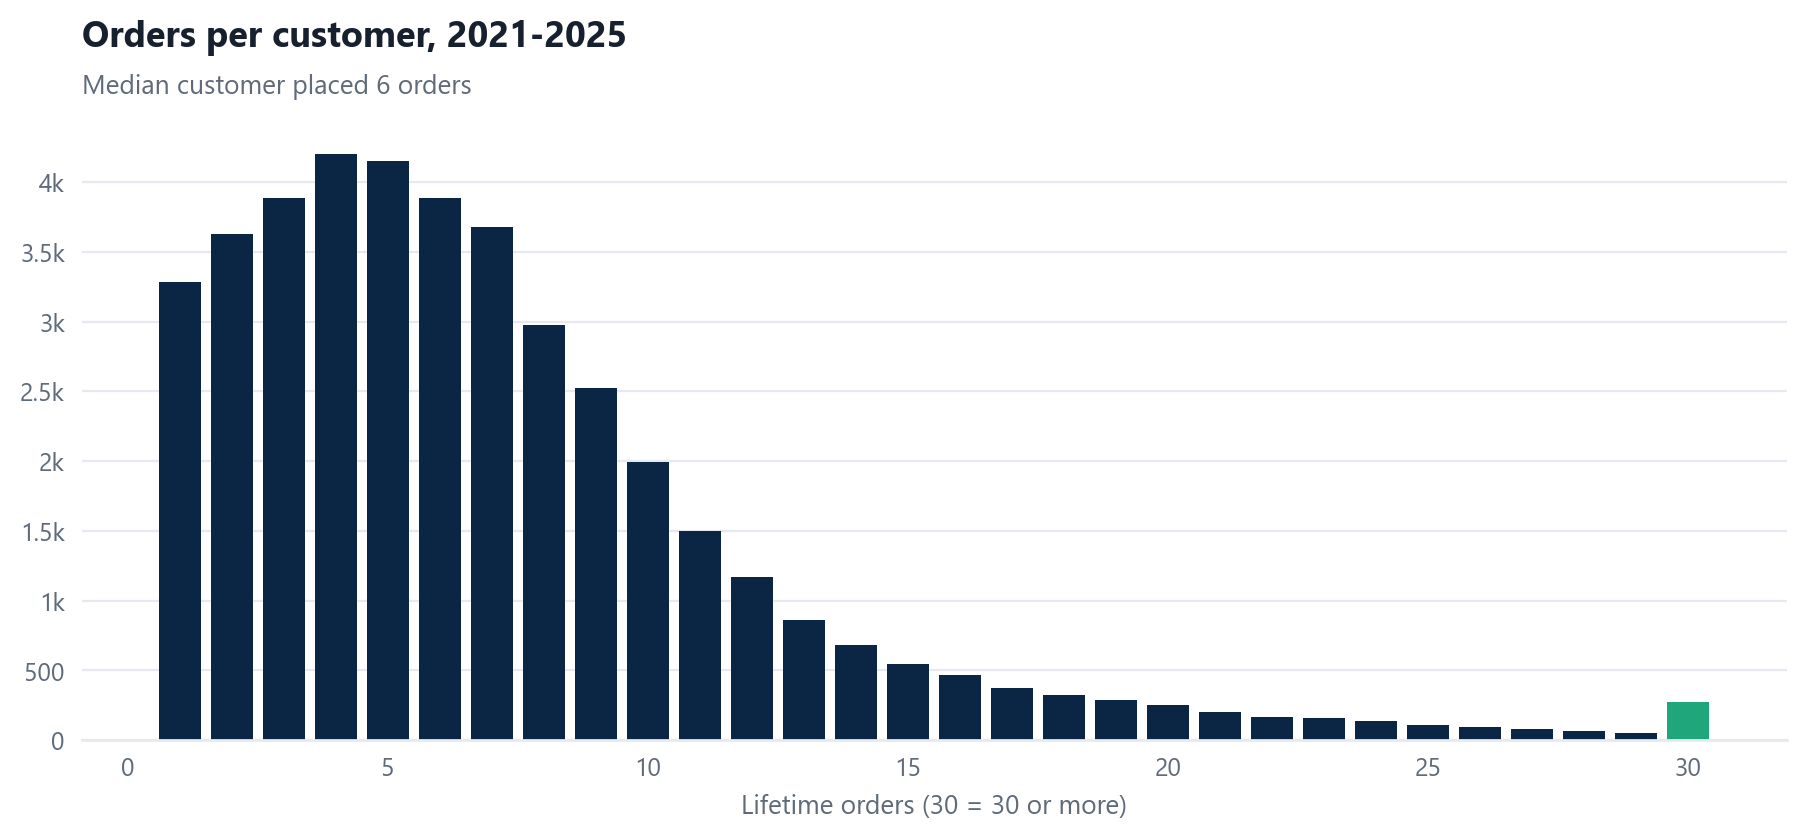 Orders per customer, 2021-2025
Median customer placed 6 orders
4k
3.5k
3k
2.5k
2k
1.5k
1k
500
0
0 5 10 15 20 25 30
Lifetime orders (30 = 30 or more)